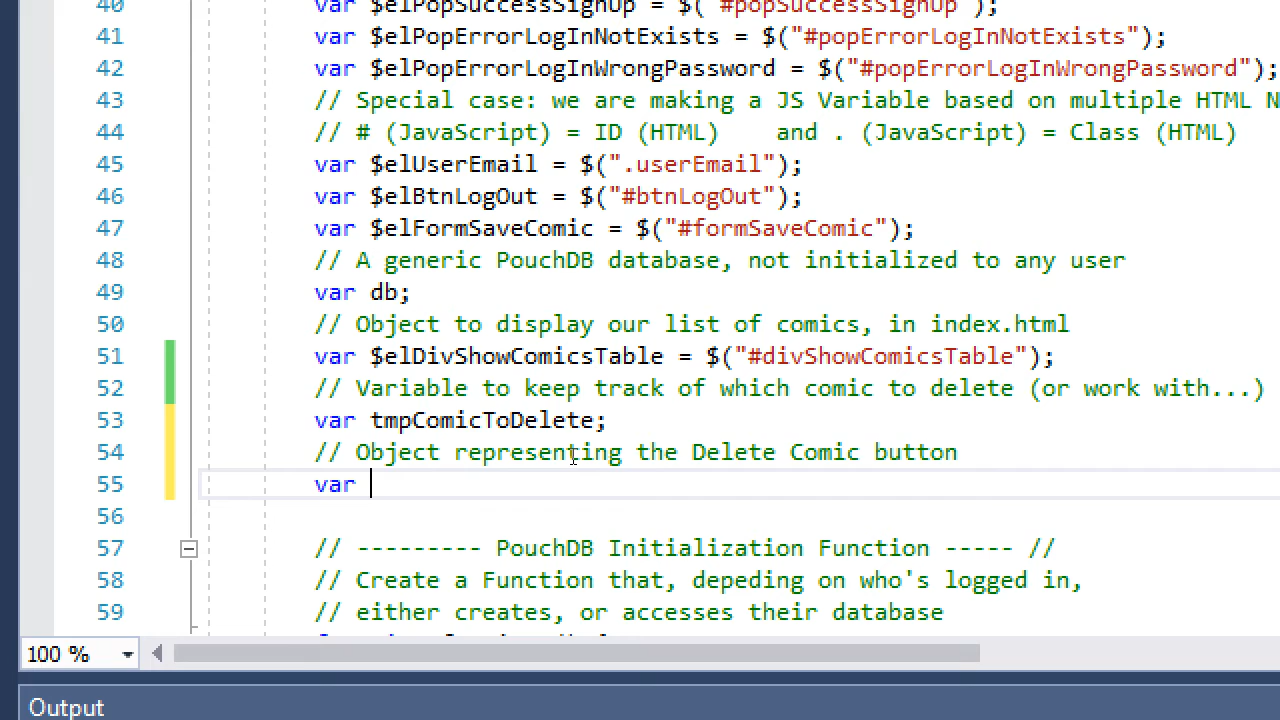 40 var $elPopSuccessSignUp = $("#popSuccessSignUp");
41 var $elPopErrorLogInNotExists = $("#popErrorLogInNotExists");
42 var $elPopErrorLogInWrongPassword = $("#popErrorLogInWrongPassword");
43 // Special case: we are making a JS Variable based on multiple HTML N
44 // # (JavaScript) = ID (HTML)    and . (JavaScript) = Class (HTML)
45 var $elUserEmail = $(".userEmail");
46 var $elBtnLogOut = $("#btnLogOut");
47 var $elFormSaveComic = $("#formSaveComic");
48 // A generic PouchDB database, not initialized to any user
49 var db;
50 // Object to display our list of comics, in index.html
51 var $elDivShowComicsTable = $("#divShowComicsTable");
52 // Variable to keep track of which comic to delete (or work with...)
53 var tmpComicToDelete;
54 // Object representing the Delete Comic button
55 var
56
57 // --------- PouchDB Initialization Function ----- //
58 // Create a Function that, depeding on who's logged in,
59 // either creates, or accesses their database
100 %
Output